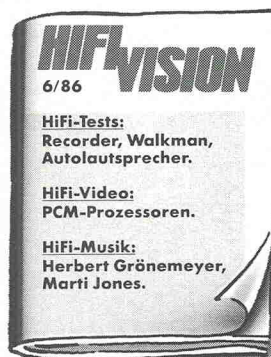 HIFI
VISION
6/86
HiFi-Tests:
Recorder, Walkman,
Autolautsprecher.
HiFi-Video:
PCM-Prozessoren.
HiFi-Musik:
Herbert Grönemeyer,
Marti Jones.